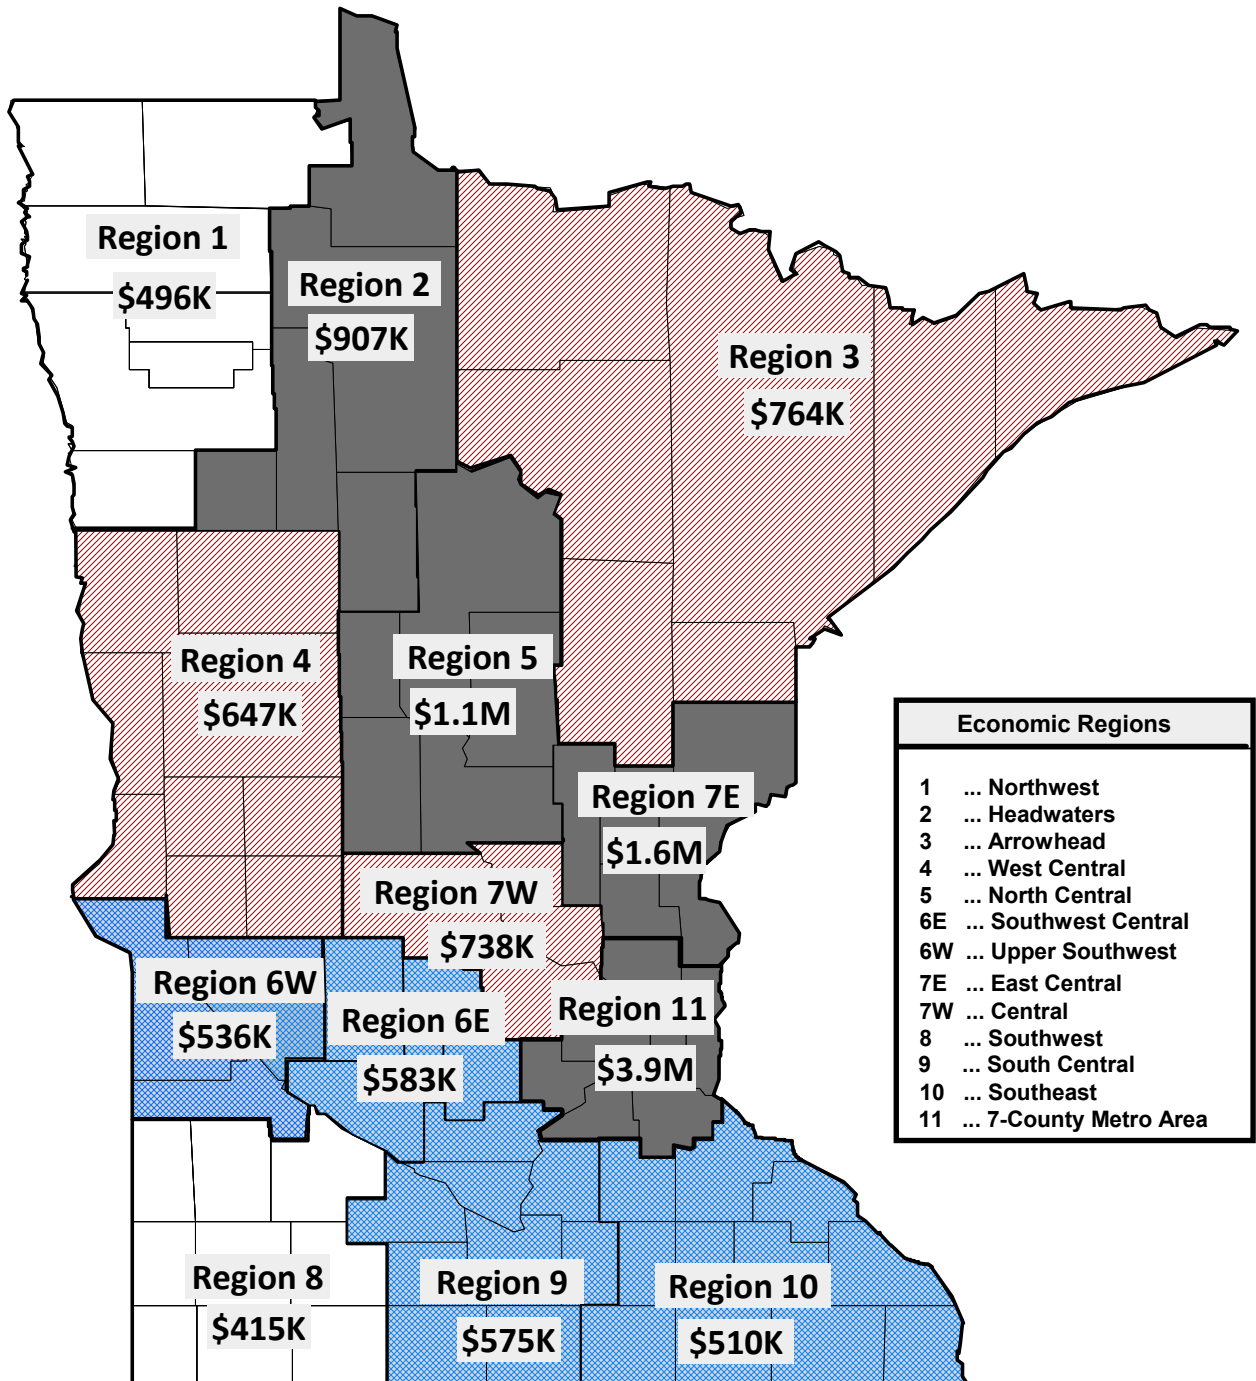 Region 1
$496K
Region 2
$907K
Region 3
$764K
Region 4
$647K
Region 5
$1.1M
Region 7E
$1.6M
Region 7W
$738K
Region 6W
$536K
Region 6E
$583K
Region 11
$3.9M
Region 8
$415K
Region 9
$575K
Region 10
$510K
Economic Regions
1 ... Northwest
2 ... Headwaters
3 ... Arrowhead
4 ... West Central
5 ... North Central
6E ... Southwest Central
6W ... Upper Southwest
7E ... East Central
7W ... Central
8 ... Southwest
9 ... South Central
10 ... Southeast
11 ... 7-County Metro Area